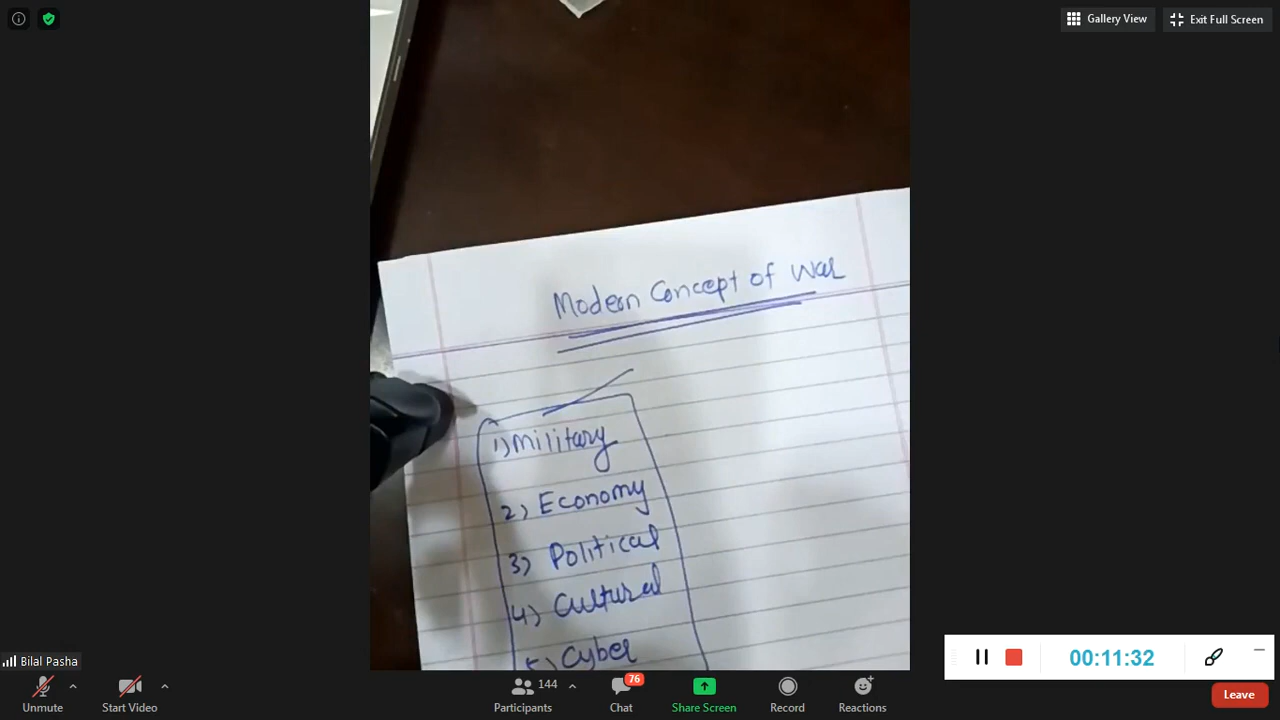 Gallery View
Exit Full Screen
Modern Concept of War
1) Military
2) Economy
3) Political
4) Cultural
5) Cyber
Bilal Pasha
00:11:32
Unmute
Start Video
144
Participants
76
Chat
Share Screen
Record
Reactions
Leave